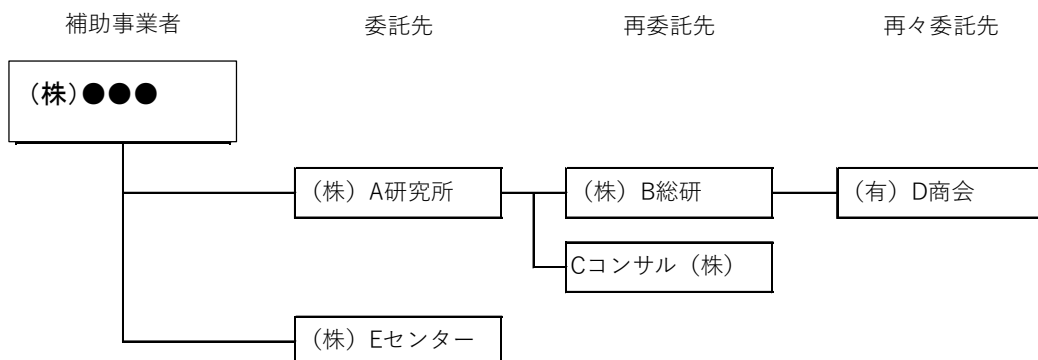 補助事業者 委託先 再委託先 再々委託先
（株）●●●
（株）A研究所 （株）B総研 （有）D商会
Cコンサル（株）
（株）Eセンター